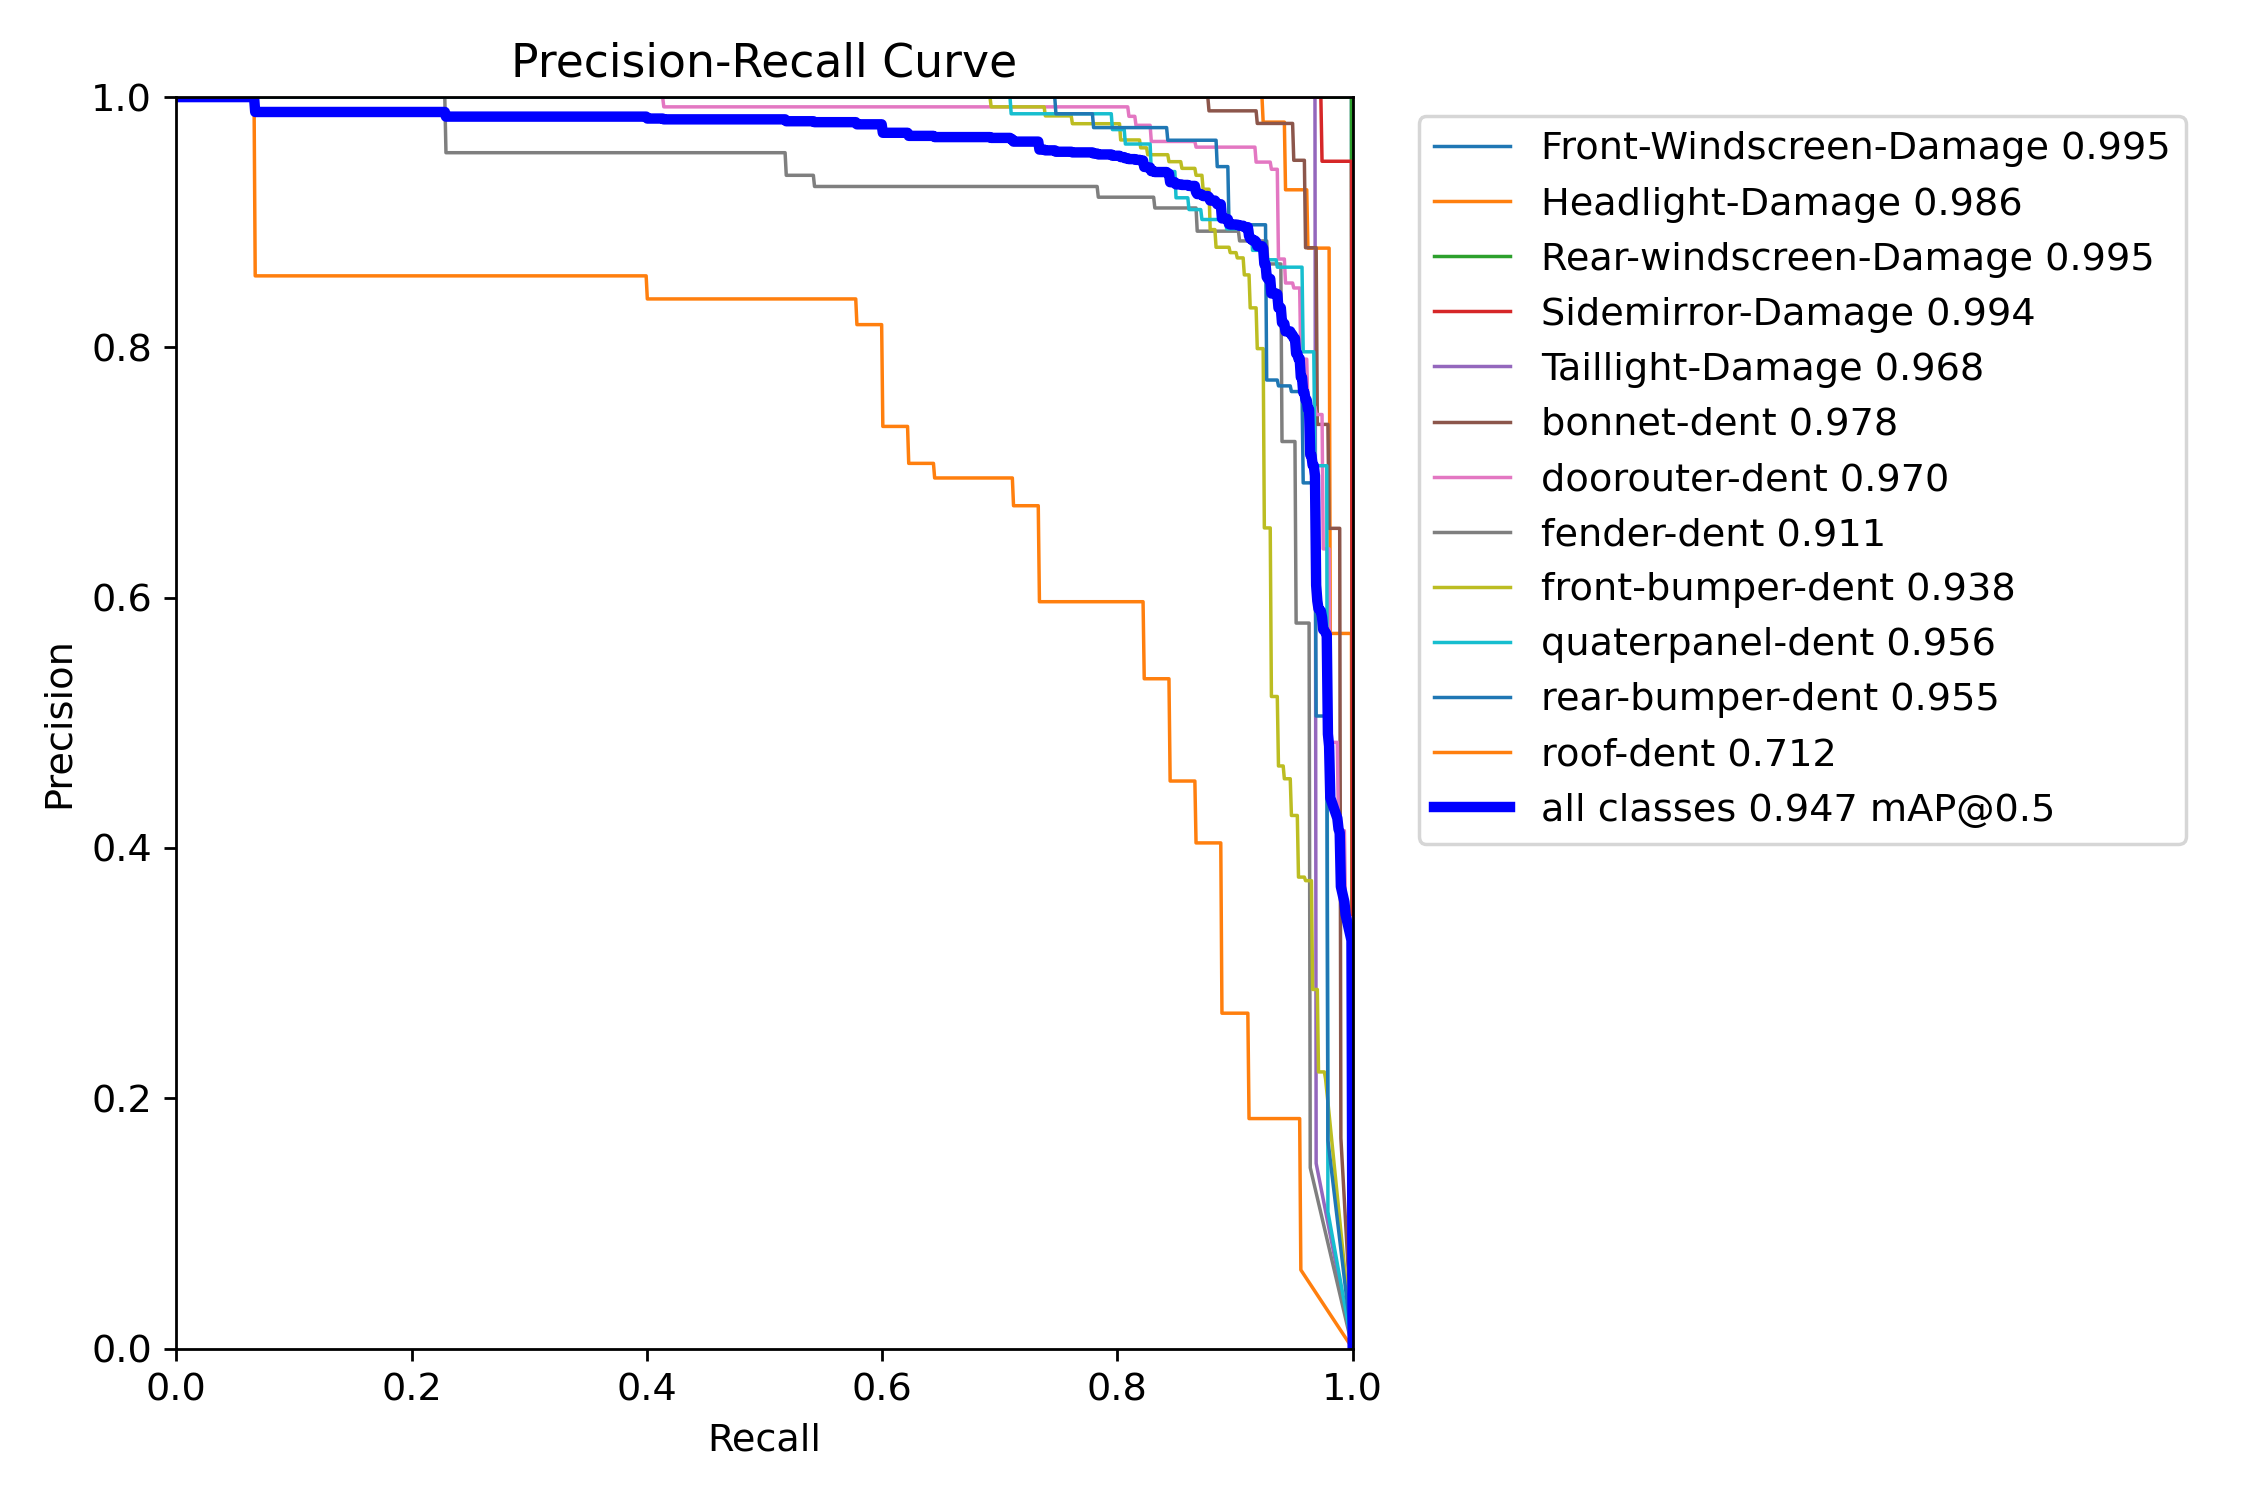 Precision-Recall Curve
1.0
0.8
0.6
0.4
0.2
0.0
Precision
0.0 0.2 0.4 0.6 0.8 1.0
Recall
Front-Windscreen-Damage 0.995
Headlight-Damage 0.986
Rear-windscreen-Damage 0.995
Sidemirror-Damage 0.994
Taillight-Damage 0.968
bonnet-dent 0.978
doorouter-dent 0.970
fender-dent 0.911
front-bumper-dent 0.938
quaterpanel-dent 0.956
rear-bumper-dent 0.955
roof-dent 0.712
all classes 0.947 mAP@0.5